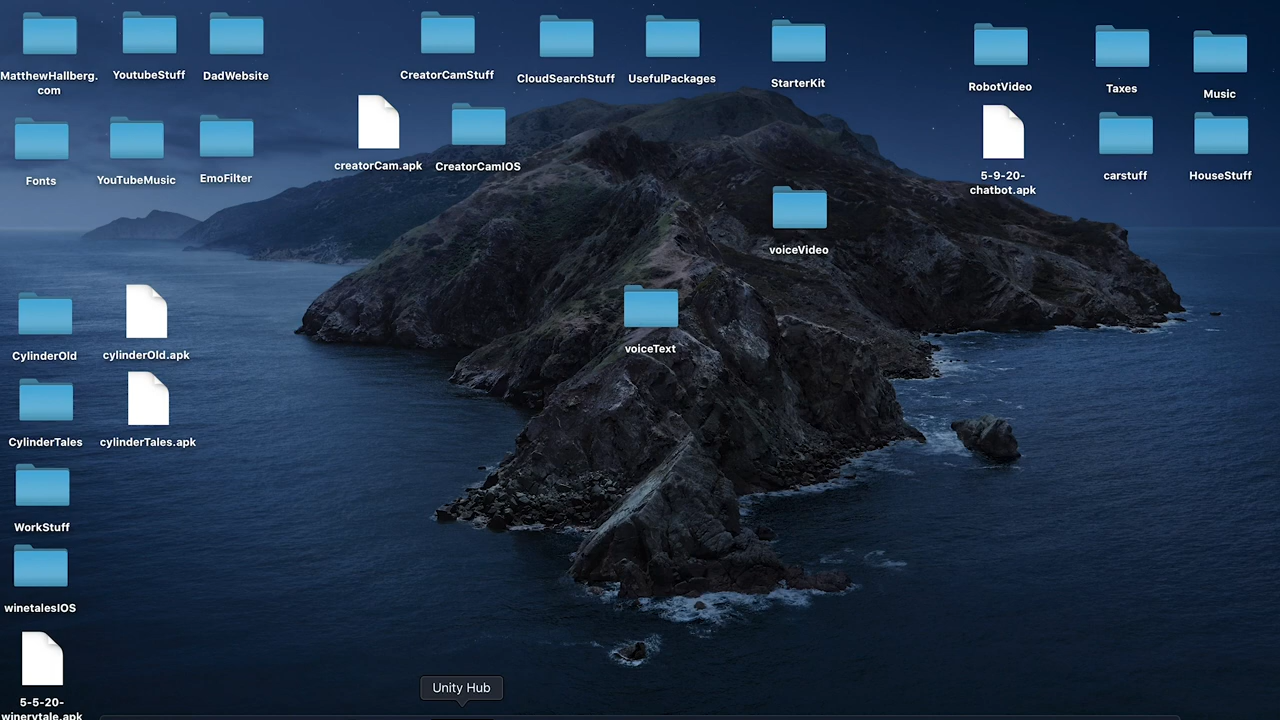 MatthewHallberg.
com
YoutubeStuff
DadWebsite
CreatorCamStuff
CloudSearchStuff
UsefulPackages
StarterKit
RobotVideo
Taxes
Music
Fonts
YouTubeMusic
EmoFilter
creatorCam.apk
CreatorCamIOS
5-9-20-
chatbot.apk
carstuff
HouseStuff
voiceVideo
voiceText
CylinderOld
cylinderOld.apk
CylinderTales
cylinderTales.apk
WorkStuff
winetalesIOS
5-5-20-
winerytale.apk
Unity Hub